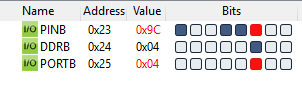 Name Address Value Bits
I/O PINB 0x23 0x9C
I/O DDRB 0x24 0x04
I/O PORTB 0x25 0x04